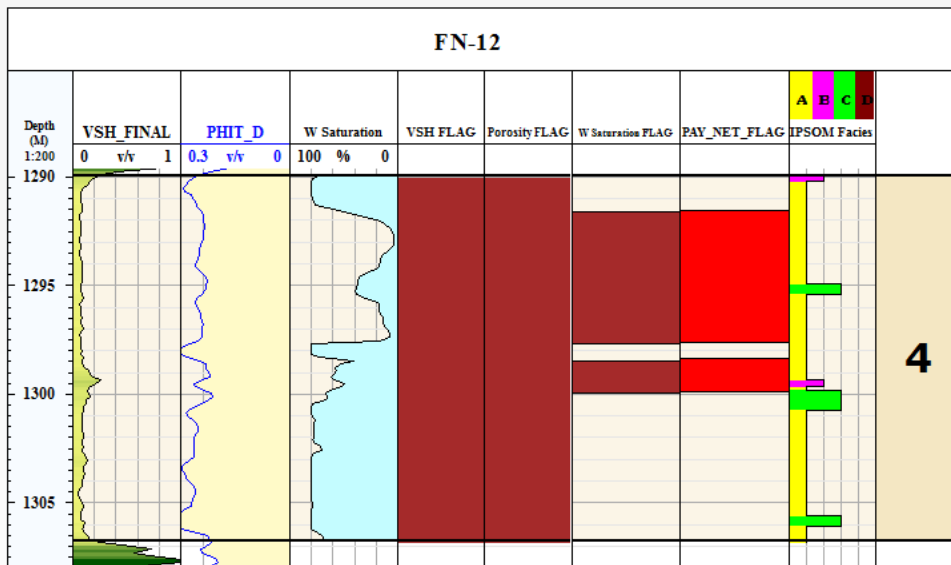 FN-12
A B C D
Depth
(M)
1:200
VSH_FINAL
0 v/v 1
PHIT_D
0.3 v/v 0
W Saturation
100 % 0
VSH FLAG
Porosity FLAG
W Saturation FLAG
PAY_NET_FLAG
IPSOM Facies
1290
1295
1300
1305
4